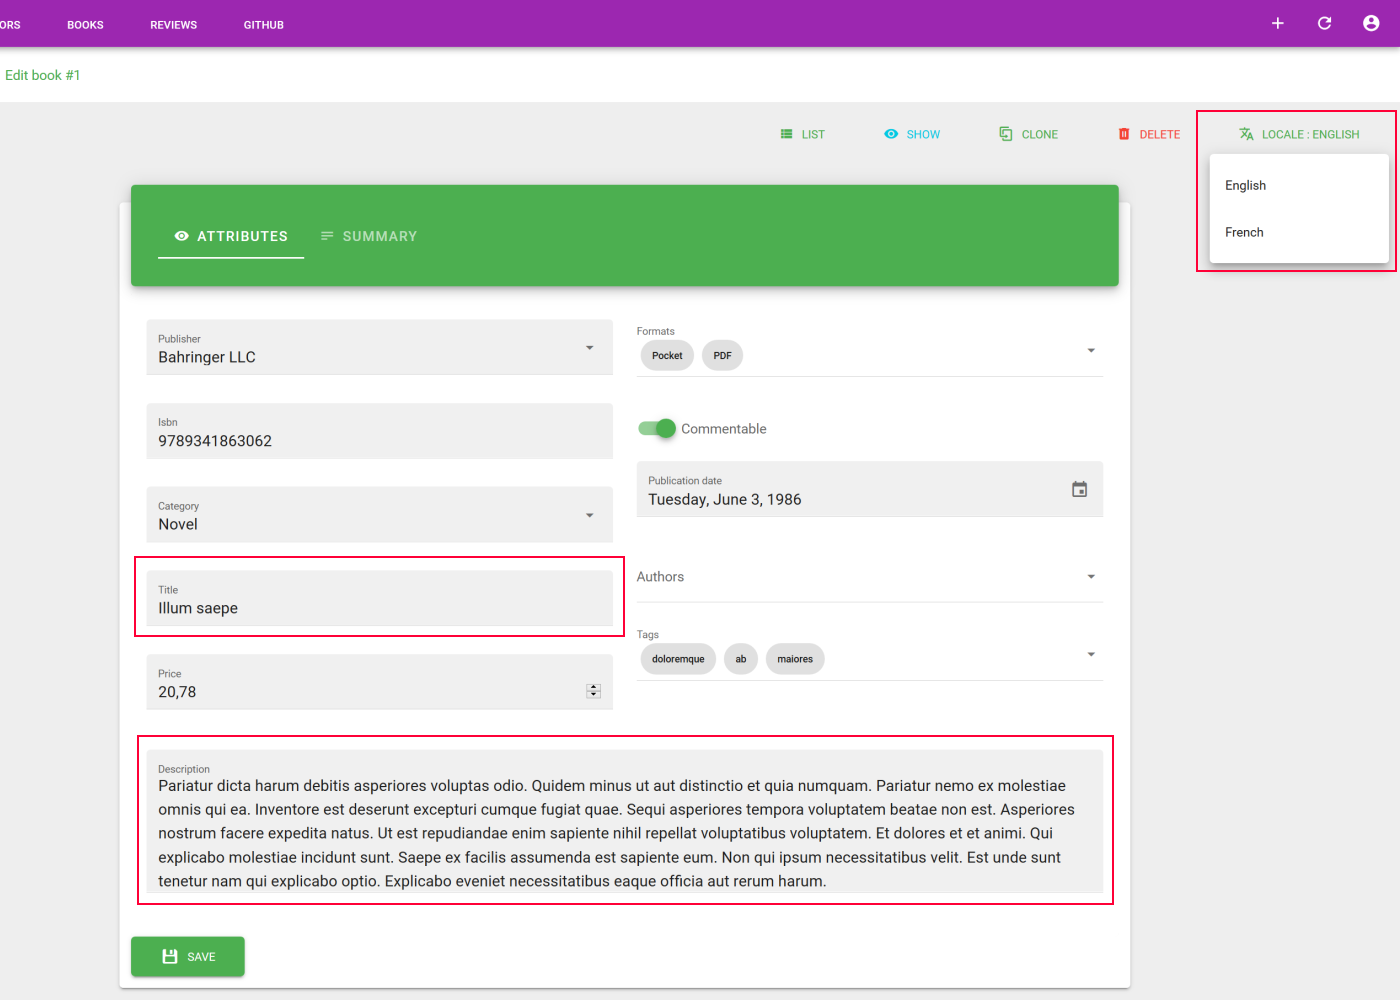 ORS BOOKS REVIEWS GITHUB
Edit book #1
LIST SHOW CLONE DELETE LOCALE : ENGLISH
English
French
ATTRIBUTES SUMMARY
Publisher
Bahringer LLC
Isbn
9789341863062
Category
Novel
Title
Illum saepe
Price
20,78
Formats
Pocket PDF
Commentable
Publication date
Tuesday, June 3, 1986
Authors
Tags
doloremque ab maiores
Description
Pariatur dicta harum debitis asperiores voluptas odio. Quidem minus ut aut distinctio et quia numquam. Pariatur nemo ex molestiae
omnis qui ea. Inventore est deserunt excepturi cumque fugiat quae. Sequi asperiores tempora voluptatem beatae non est. Asperiores
nostrum facere expedita natus. Ut est repudiandae enim sapiente nihil repellat voluptatibus voluptatem. Et dolores et et animi. Qui
explicabo molestiae incidunt sunt. Saepe ex facilis assumenda est sapiente eum. Non qui ipsum necessitatibus velit. Est unde sunt
tenetur nam qui explicabo optio. Explicabo eveniet necessitatibus eaque officia aut rerum harum.
SAVE